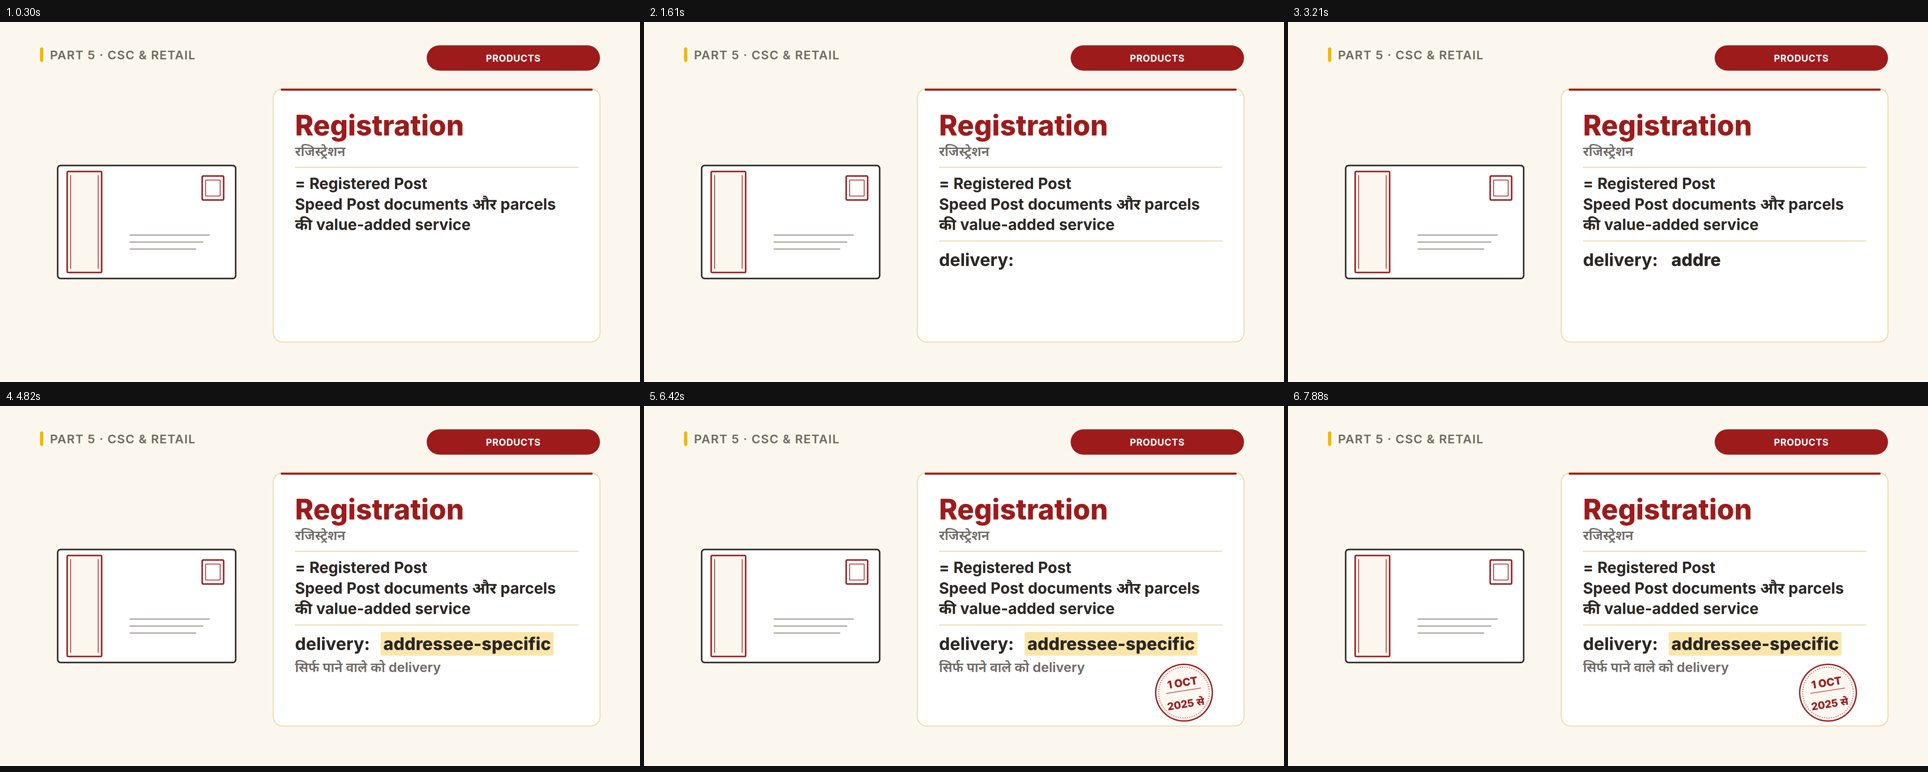 1. 0.30s
PART 5 · CSC & RETAIL
PRODUCTS
Registration
रजिस्ट्रेशन
= Registered Post
Speed Post documents और parcels
की value-added service
2. 1.61s
PART 5 · CSC & RETAIL
PRODUCTS
Registration
रजिस्ट्रेशन
= Registered Post
Speed Post documents और parcels
की value-added service
delivery:
3. 3.21s
PART 5 · CSC & RETAIL
PRODUCTS
Registration
रजिस्ट्रेशन
= Registered Post
Speed Post documents और parcels
की value-added service
delivery: addre
4. 4.82s
PART 5 · CSC & RETAIL
PRODUCTS
Registration
रजिस्ट्रेशन
= Registered Post
Speed Post documents और parcels
की value-added service
delivery: addressee-specific
सिर्फ पाने वाले को delivery
5. 6.42s
PART 5 · CSC & RETAIL
PRODUCTS
Registration
रजिस्ट्रेशन
= Registered Post
Speed Post documents और parcels
की value-added service
delivery: addressee-specific
सिर्फ पाने वाले को delivery
1 OCT
2025 से
6. 7.88s
PART 5 · CSC & RETAIL
PRODUCTS
Registration
रजिस्ट्रेशन
= Registered Post
Speed Post documents और parcels
की value-added service
delivery: addressee-specific
सिर्फ पाने वाले को delivery
1 OCT
2025 से